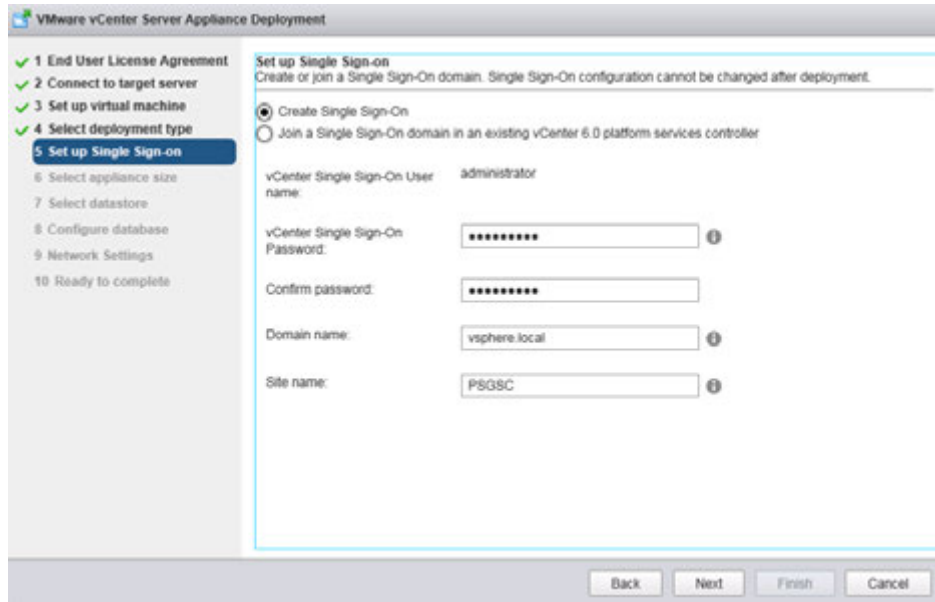 VMware vCenter Server Appliance Deployment
1 End User License Agreement
2 Connect to target server
3 Set up virtual machine
4 Select deployment type
5 Set up Single Sign-on
6 Select appliance size
7 Select datastore
8 Configure database
9 Network Settings
10 Ready to complete
Set up Single Sign-on
Create or join a Single Sign-On domain. Single Sign-On configuration cannot be changed after deployment.
Create Single Sign-On
Join a Single Sign-On domain in an existing vCenter 6.0 platform services controller
vCenter Single Sign-On User
name:
administrator
vCenter Single Sign-On
Password:
•••••••••
Confirm password:
•••••••••
Domain name:
vsphere.local
Site name:
PSGSC
Back
Next
Finish
Cancel